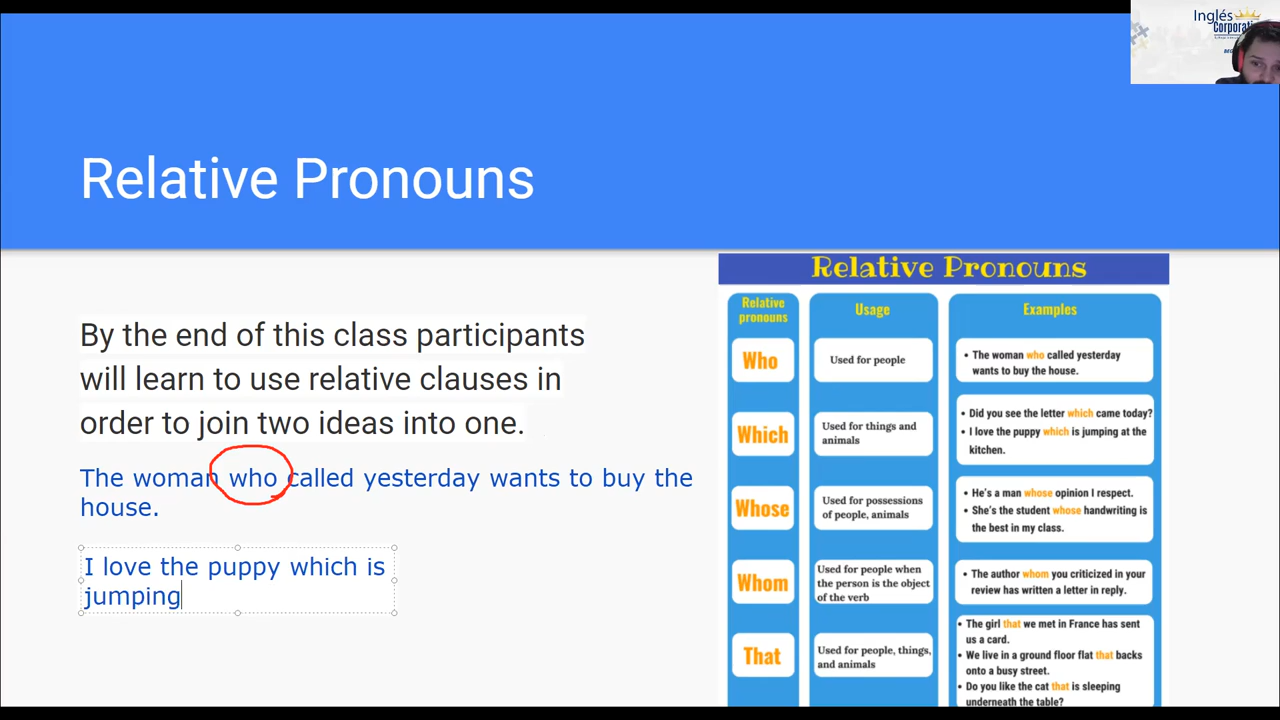 Inglés
Corporati
Relative Pronouns
By the end of this class participants
will learn to use relative clauses in
order to join two ideas into one.
The woman who called yesterday wants to buy the
house.
I love the puppy which is
jumping
Relative Pronouns
Relative
pronouns
Usage
Examples
Who
Used for people
• The woman who called yesterday
wants to buy the house.
Which
Used for things and
animals
• Did you see the letter which came today?
• I love the puppy which is jumping at the
kitchen.
Whose
Used for possessions
of people, animals
• He's a man whose opinion I respect.
• She's the student whose handwriting is
the best in my class.
Whom
Used for people when
the person is the object
of the verb
• The author whom you criticized in your
review has written a letter in reply.
That
Used for people, things,
and animals
• The girl that we met in France has sent
us a card.
• We live in a ground floor flat that backs
onto a busy street.
• Do you like the cat that is sleeping
underneath the table?